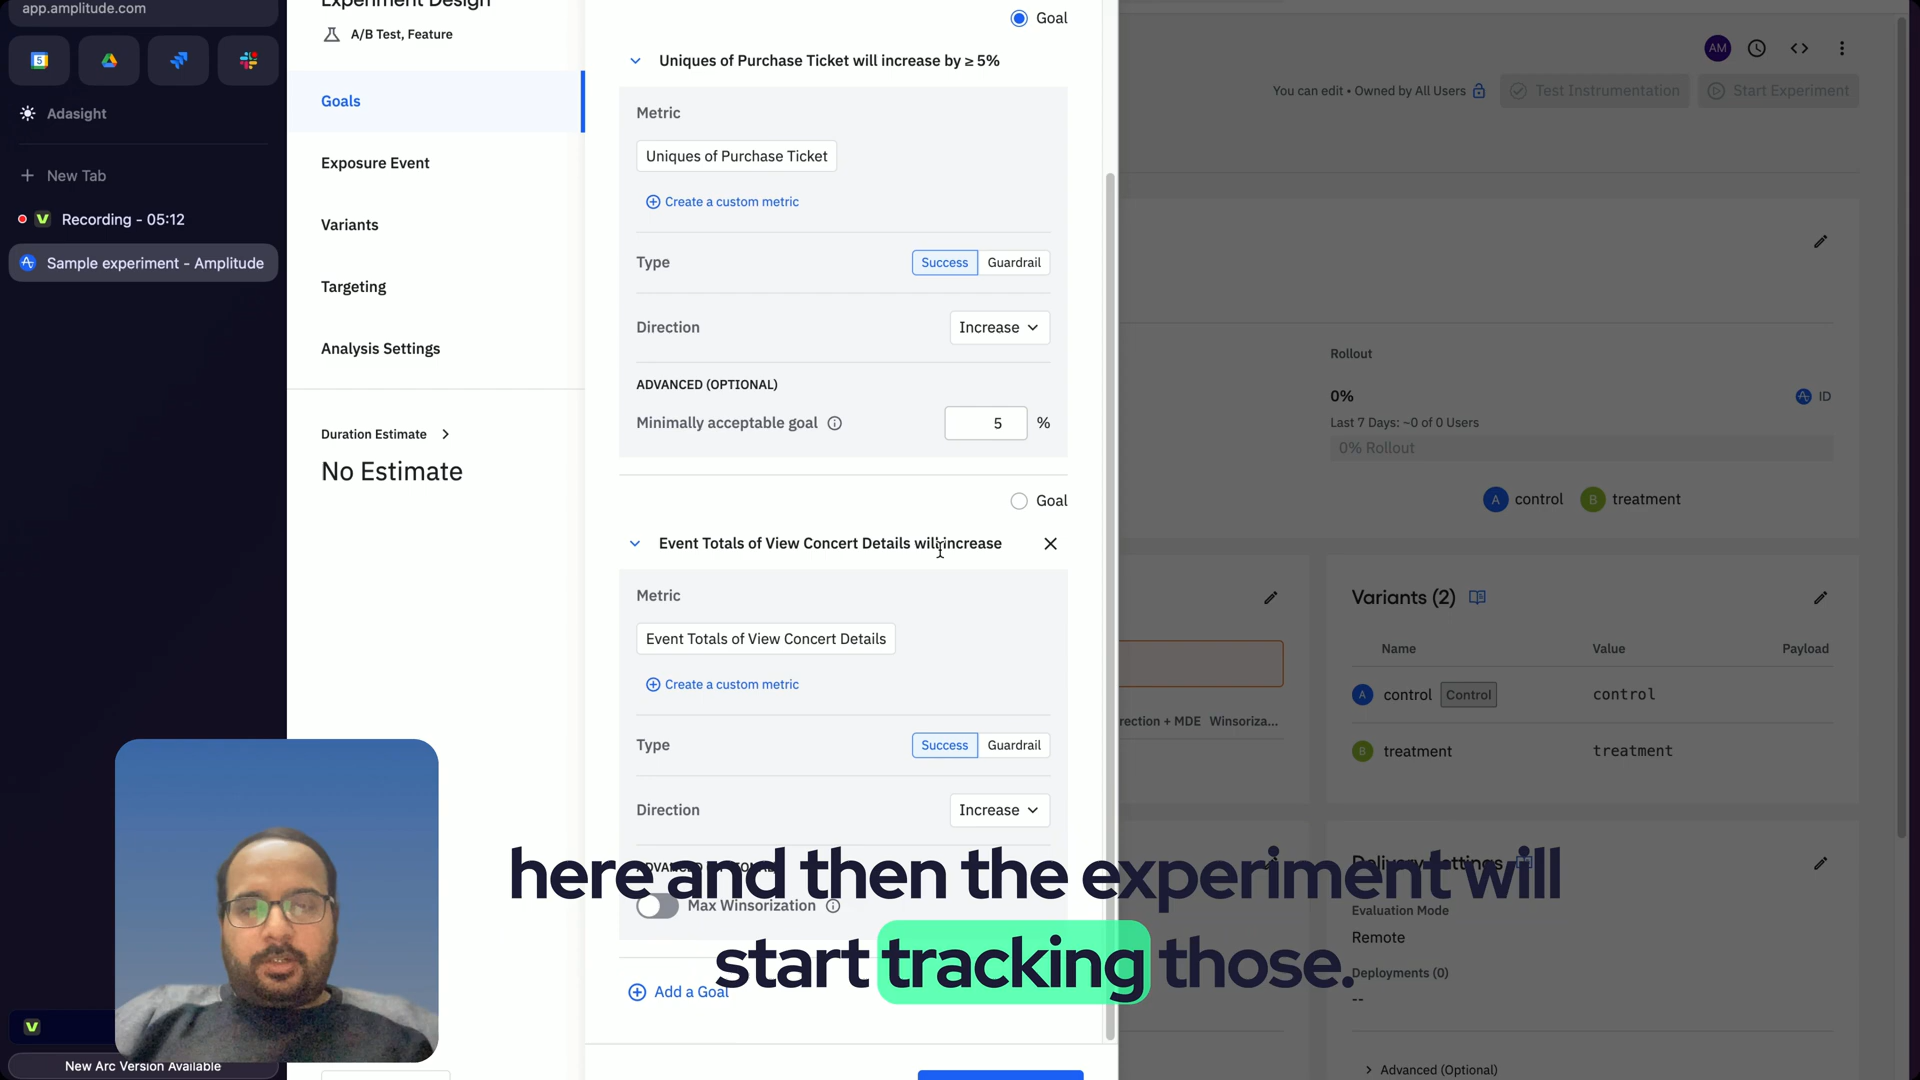 app.amplitude.com
5
Adasight
New Tab
Recording - 05:12
Sample experiment - Amplitude
New Arc Version Available
Experiment Design
A/B Test, Feature
Goals
Exposure Event
Variants
Targeting
Analysis Settings
Duration Estimate
No Estimate
Goal
Uniques of Purchase Ticket will increase by ≥ 5%
Metric
Uniques of Purchase Ticket
Create a custom metric
Type
Success
Guardrail
Direction
Increase
ADVANCED (OPTIONAL)
Minimally acceptable goal
5
%
Goal
Event Totals of View Concert Details will increase
Metric
Event Totals of View Concert Details
Create a custom metric
Type
Success
Guardrail
Direction
Increase
Max Winsorization
Add a Goal
here and then the experiment will
start tracking those.
AM
You can edit • Owned by All Users
Test Instrumentation
Start Experiment
Rollout
0%
ID
Last 7 Days: ~0 of 0 Users
0% Rollout
A control
B treatment
rection + MDE
Winsoriza...
Variants (2)
Name
Value
Payload
A control Control
control
B treatment
treatment
Delivery Settings
Evaluation Mode
Remote
Deployments (0)
--
Advanced (Optional)